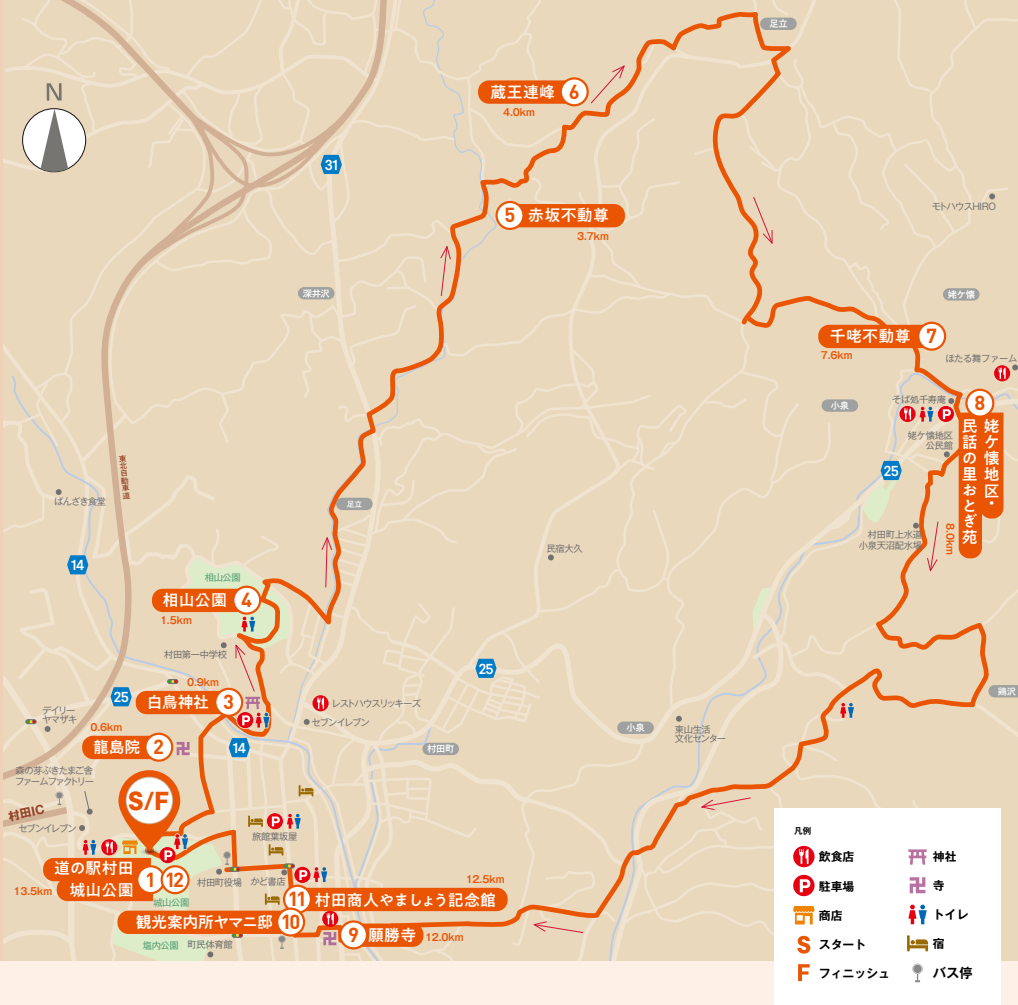 足立
N
31
蔵王連峰 6
4.0km
モトハウスHIRO
5 赤坂不動尊
3.7km
深井沢
姥ケ懐
千咾不動尊 7
7.6km
ほたる舞ファーム
小泉
そば処千寿庵
P
8
姥ケ懐地区・
民話の里おとぎ苑
8.0km
姥ケ懐地区
公民館
東北自動車道
25
ばんざき食堂
足立
村田町上水道
小泉天沼配水場
民宿大久
14
相山公園
相山公園 4
1.5km
村田第一中学校
25
0.9km
25
白鳥神社 3
P
レストハウスリッキーズ
セブンイレブン
鶏沢
デイリー
ヤマザキ
0.6km
龍島院 2
14
村田町
小泉
東山生活
文化センター
森の芽ぶきたまご舎
ファームファクトリー
S/F
村田IC
セブンイレブン
P
旅館葉坂屋
P
道の駅村田
城山公園 1 12
13.5km
城山公園
村田町役場
かど書店
P
12.5km
11 村田商人やましょう記念館
観光案内所ヤマニ邸 10
9 願勝寺
12.0km
塩内公園
町民体育館
凡例
飲食店
神社
P 駐車場
寺
商店
トイレ
S スタート
宿
F フィニッシュ
バス停